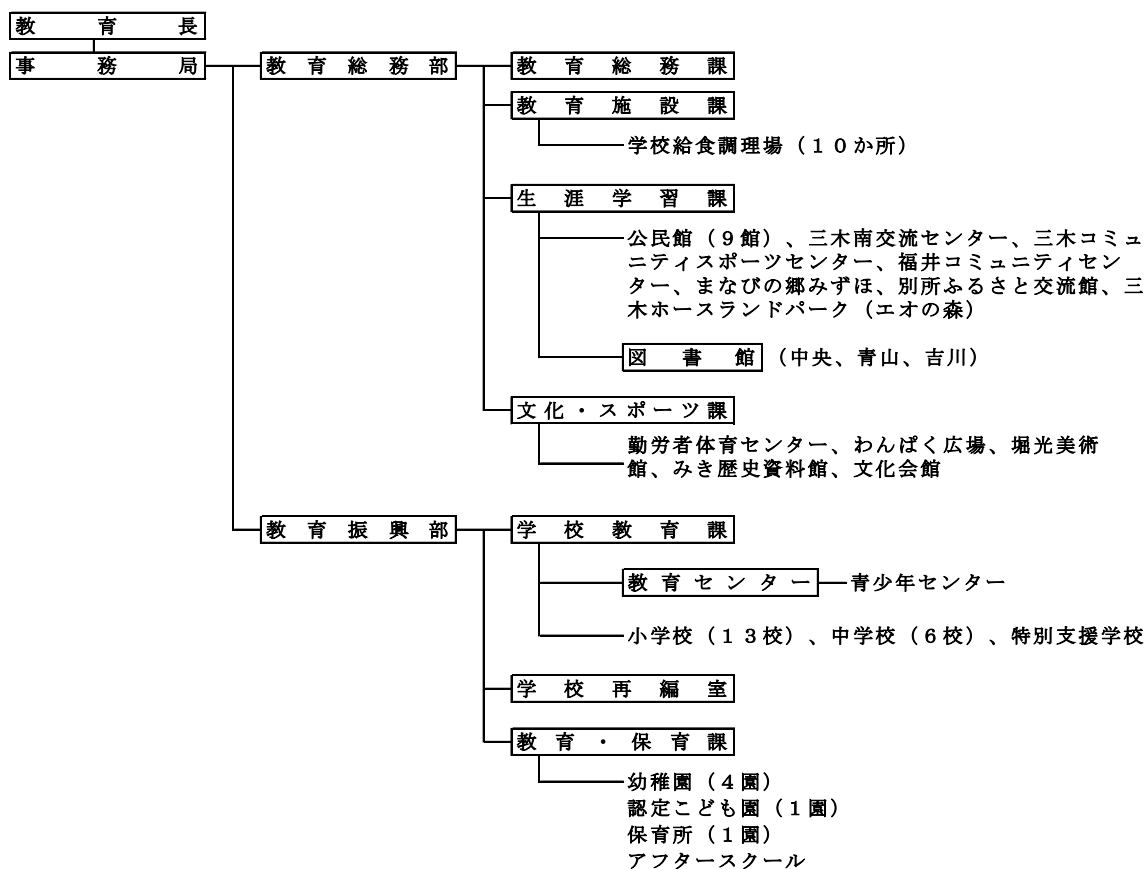 教育長
事務局
教育総務部
教育総務課
教育施設課
学校給食調理場（１０か所）
生涯学習課
公民館（９館）、三木南交流センター、三木コミュ
ニティスポーツセンター、福井コミュニティセン
ター、まなびの郷みずほ、別所ふるさと交流館、三
木ホースランドパーク（エオの森）
図書館（中央、青山、吉川）
文化・スポーツ課
勤労者体育センター、わんぱく広場、堀光美術
館、みき歴史資料館、文化会館
教育振興部
学校教育課
教育センター
青少年センター
小学校（１３校）、中学校（６校）、特別支援学校
学校再編室
教育・保育課
幼稚園（４園）
認定こども園（１園）
保育所（１園）
アフタースクール